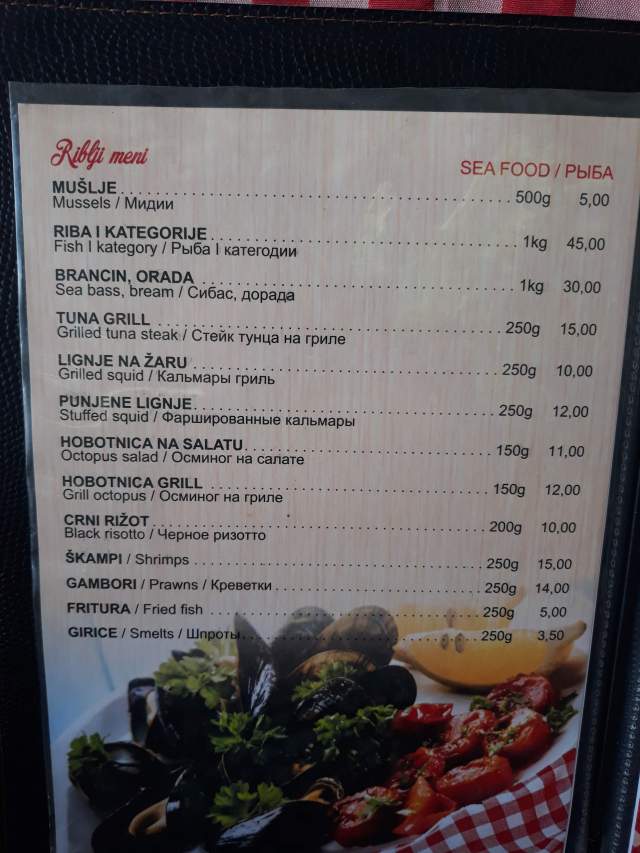 Riblji meni
SEA FOOD / РЫБА
MUŠLJE 500g 5,00
Mussels / Мидии
RIBA I KATEGORIJE 1kg 45,00
Fish I kategory / Рыба I категодии
BRANCIN, ORADA 1kg 30,00
Sea bass, bream / Сибас, дорада
TUNA GRILL 250g 15,00
Grilled tuna steak / Стейк тунца на гриле
LIGNJE NA ŽARU 250g 10,00
Grilled squid / Кальмары гриль
PUNJENE LIGNJE 250g 12,00
Stuffed squid / Фаршированные кальмары
HOBOTNICA NA SALATU 150g 11,00
Octopus salad / Осминог на салате
HOBOTNICA GRILL 150g 12,00
Grill octopus / Осминог на гриле
CRNI RIŽOT 200g 10,00
Black risotto / Черное ризотто
ŠKAMPI / Shrimps 250g 15,00
GAMBORI / Prawns / Креветки 250g 14,00
FRITURA / Fried fish 250g 5,00
GIRICE / Smelts / Шпроты 250g 3,50